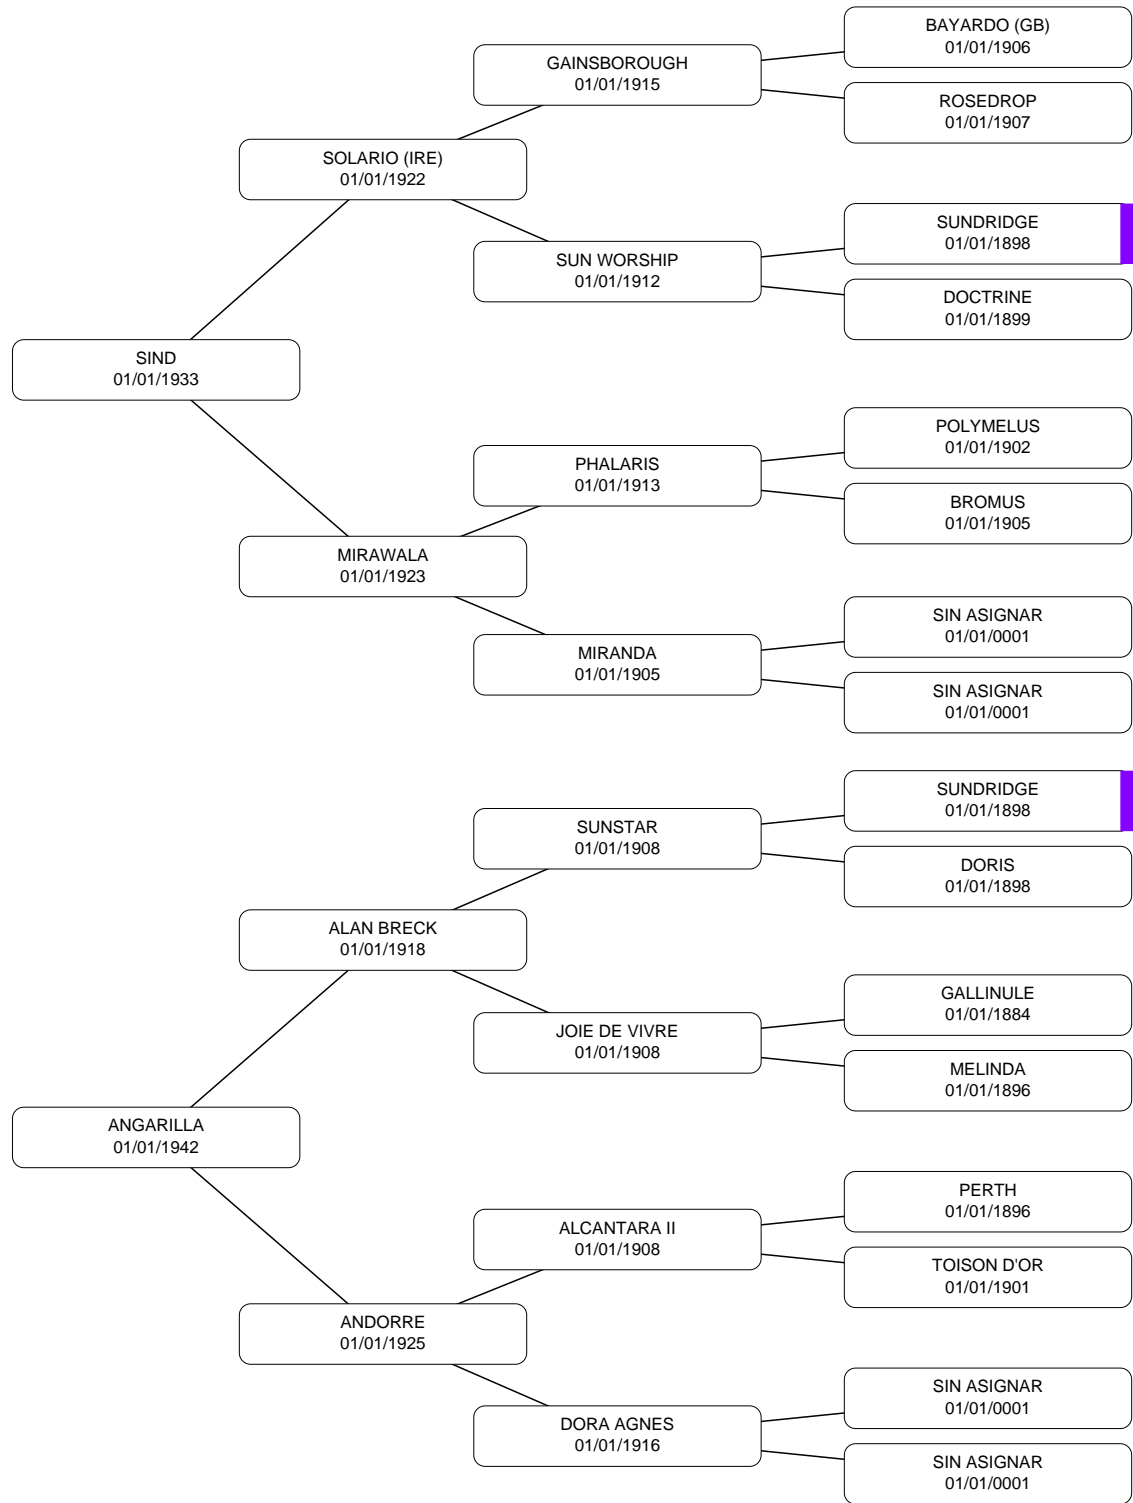 BAYARDO (GB)
01/01/1906
GAINSBOROUGH
01/01/1915
ROSEDROP
01/01/1907
SOLARIO (IRE)
01/01/1922
SUNDRIDGE
01/01/1898
SUN WORSHIP
01/01/1912
DOCTRINE
01/01/1899
SIND
01/01/1933
POLYMELUS
01/01/1902
PHALARIS
01/01/1913
BROMUS
01/01/1905
MIRAWALA
01/01/1923
SIN ASIGNAR
01/01/0001
MIRANDA
01/01/1905
SIN ASIGNAR
01/01/0001
SUNDRIDGE
01/01/1898
SUNSTAR
01/01/1908
DORIS
01/01/1898
ALAN BRECK
01/01/1918
GALLINULE
01/01/1884
JOIE DE VIVRE
01/01/1908
MELINDA
01/01/1896
ANGARILLA
01/01/1942
PERTH
01/01/1896
ALCANTARA II
01/01/1908
TOISON D'OR
01/01/1901
ANDORRE
01/01/1925
SIN ASIGNAR
01/01/0001
DORA AGNES
01/01/1916
SIN ASIGNAR
01/01/0001